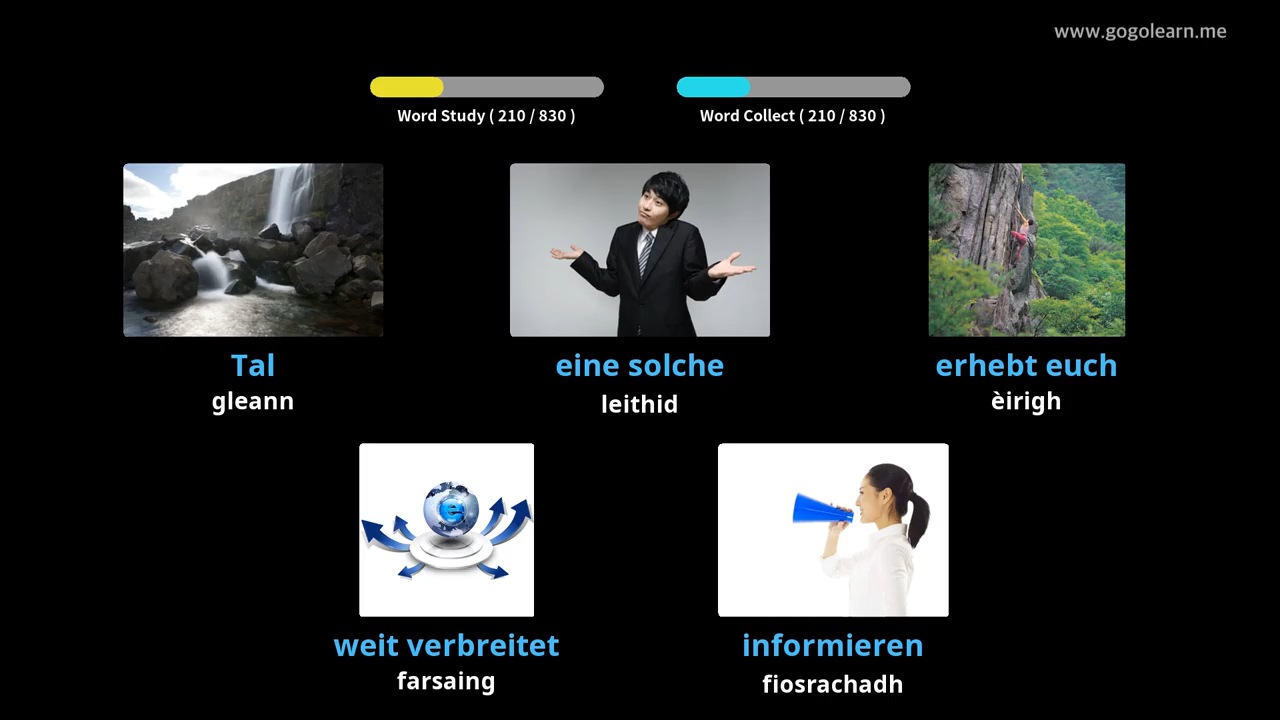 www.gogolearn.me
Word Study ( 210 / 830 )
Word Collect ( 210 / 830 )
Tal
gleann
eine solche
leithid
erhebt euch
èirigh
e
weit verbreitet
farsaing
informieren
fiosrachadh